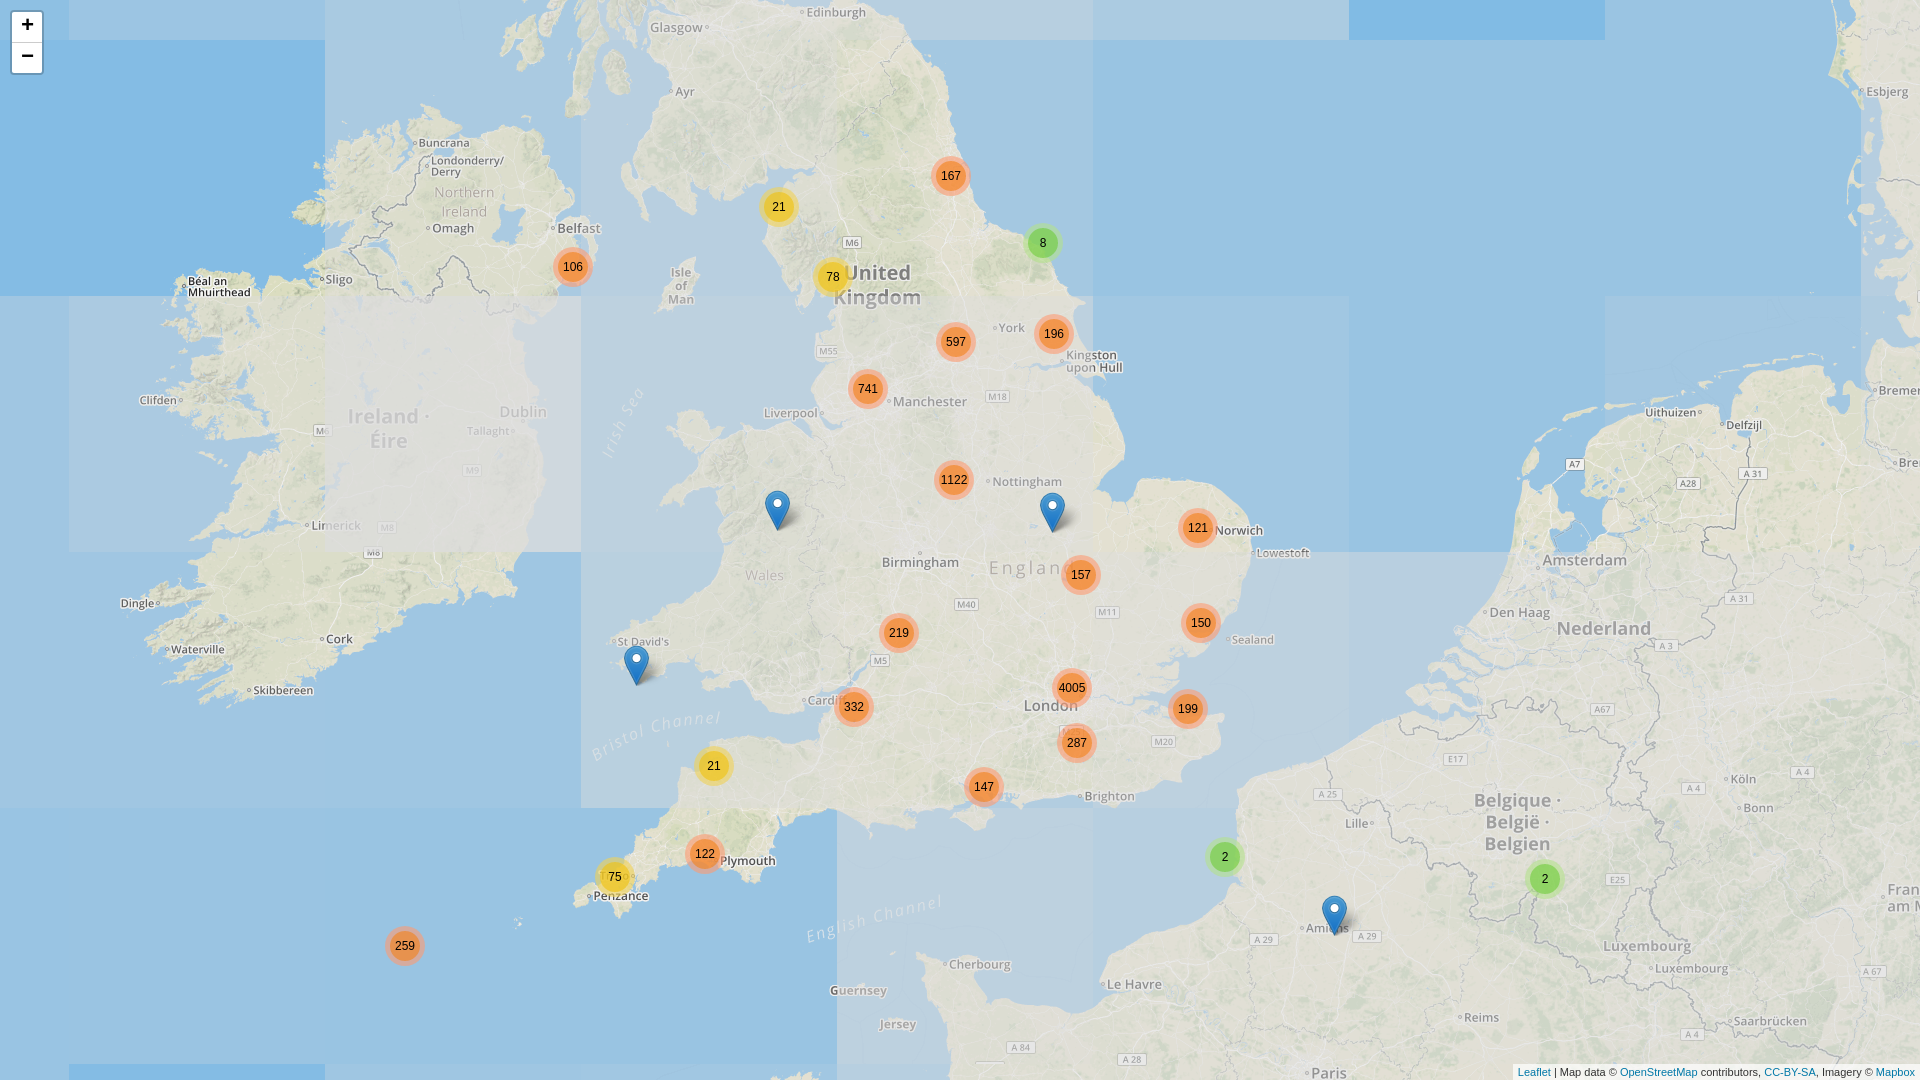 +
−
Edinburgh
Glasgow
Ayr
Esbjerg
Buncrana
Londonderry/
Derry
167
Northern
Ireland
21
Omagh
Belfast
M6
8
106
Isle
of
Man
78
United
Kingdom
Sligo
Béal an
Mhuirthead
York
196
597
M55
Kingston
upon Hull
741
Manchester
M18
Bremer
Clifden
Liverpool
Dublin
Ireland ·
Éire
Tallaght
Irish Sea
Uithuizen
Delfzijl
M6
M9
A7
A 31
A28
Bre
1122
Nottingham
Limerick
M8
M8
121
Norwich
Lowestoft
Birmingham
Amsterdam
Wales
England
157
Dingle
M40
M11
Den Haag
A 31
Nederland
219
150
Cork
St David's
Sealand
Waterville
M5
A 3
Skibbereen
4005
Cardiff
332
London
199
A67
Bristol Channel
287
M20
E17
21
147
Brighton
Köln
A 4
A 4
Bonn
A 25
Lille
Belgique ·
België ·
Belgien
122
Plymouth
2
75
Penzance
2
E25
Fran
am M
English Channel
259
Amiens
A 29
A 29
Luxembourg
Luxembourg
A 67
Cherbourg
Le Havre
Guernsey
Jersey
Reims
Saarbrücken
A 4
A 84
A 28
Paris
Leaflet | Map data © OpenStreetMap contributors, CC-BY-SA, Imagery © Mapbox